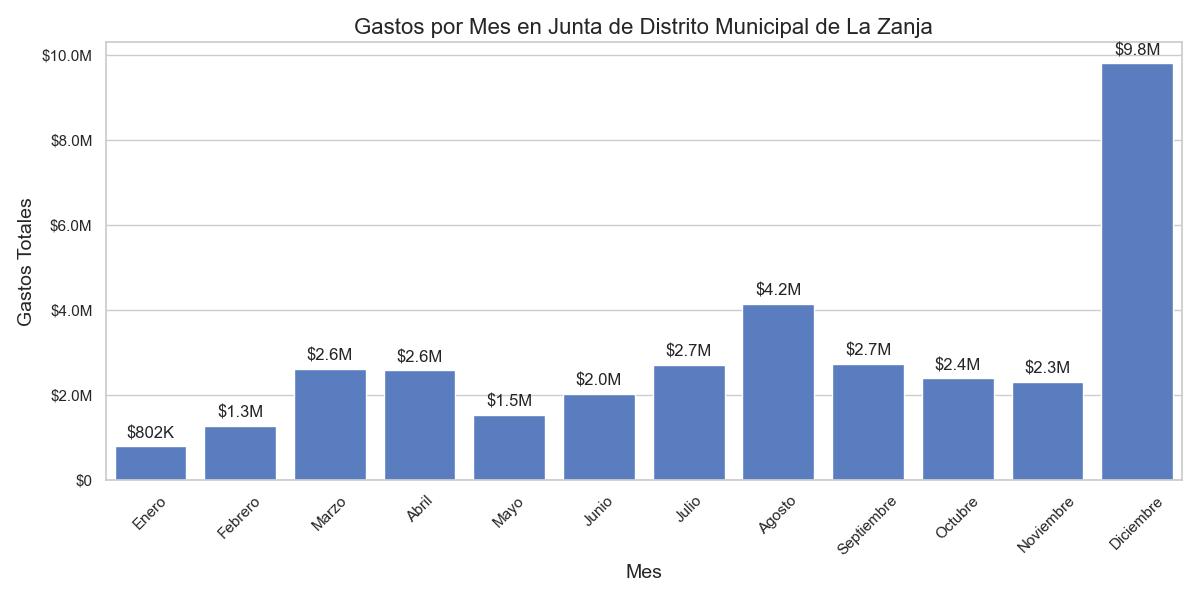 Gastos por Mes en Junta de Distrito Municipal de La Zanja
Gastos Totales
$10.0M
$8.0M
$6.0M
$4.0M
$2.0M
$0
$802K
$1.3M
$2.6M
$2.6M
$1.5M
$2.0M
$2.7M
$4.2M
$2.7M
$2.4M
$2.3M
$9.8M
Enero
Febrero
Marzo
Abril
Mayo
Junio
Julio
Agosto
Septiembre
Octubre
Noviembre
Diciembre
Mes